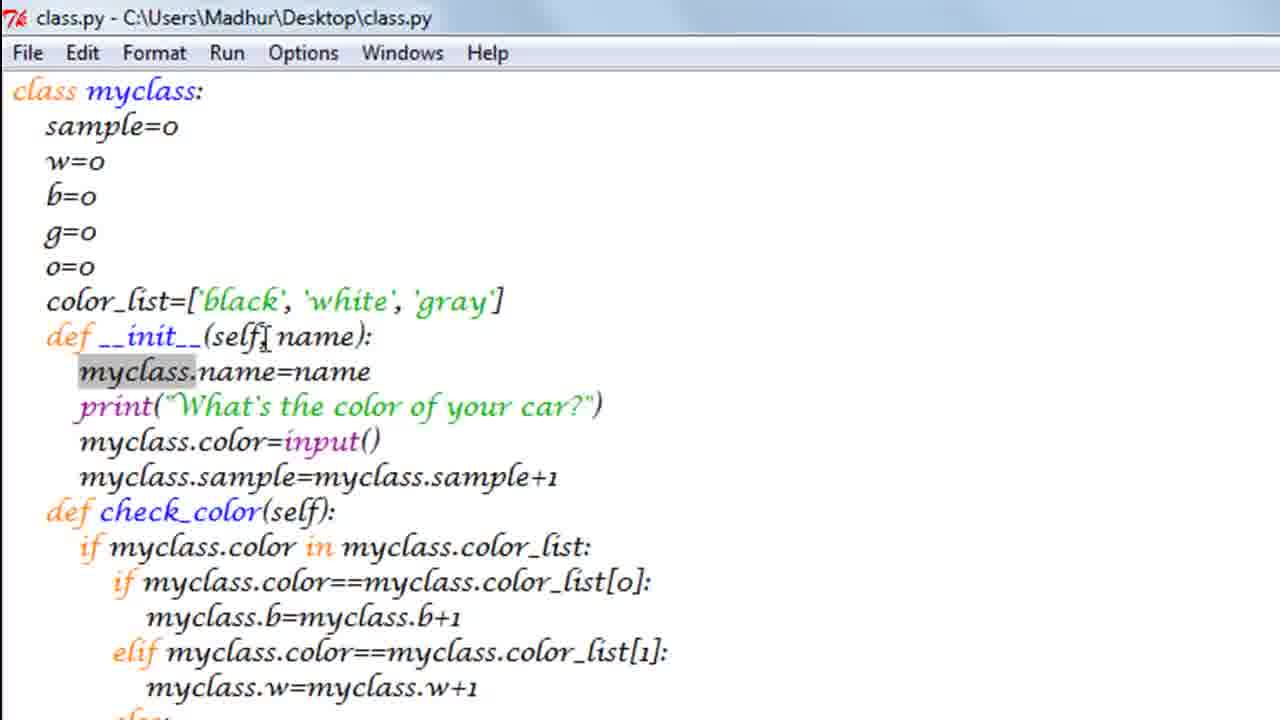 class.py - C:\Users\Madhur\Desktop\class.py
File Edit Format Run Options Windows Help
class myclass:
sample=0
w=0
b=0
g=0
o=0
color_list=['black', 'white', 'gray']
def __init__(self, name):
myclass.name=name
print("What's the color of your car?")
myclass.color=input()
myclass.sample=myclass.sample+1
def check_color(self):
if myclass.color in myclass.color_list:
if myclass.color==myclass.color_list[0]:
myclass.b=myclass.b+1
elif myclass.color==myclass.color_list[1]:
myclass.w=myclass.w+1
else: